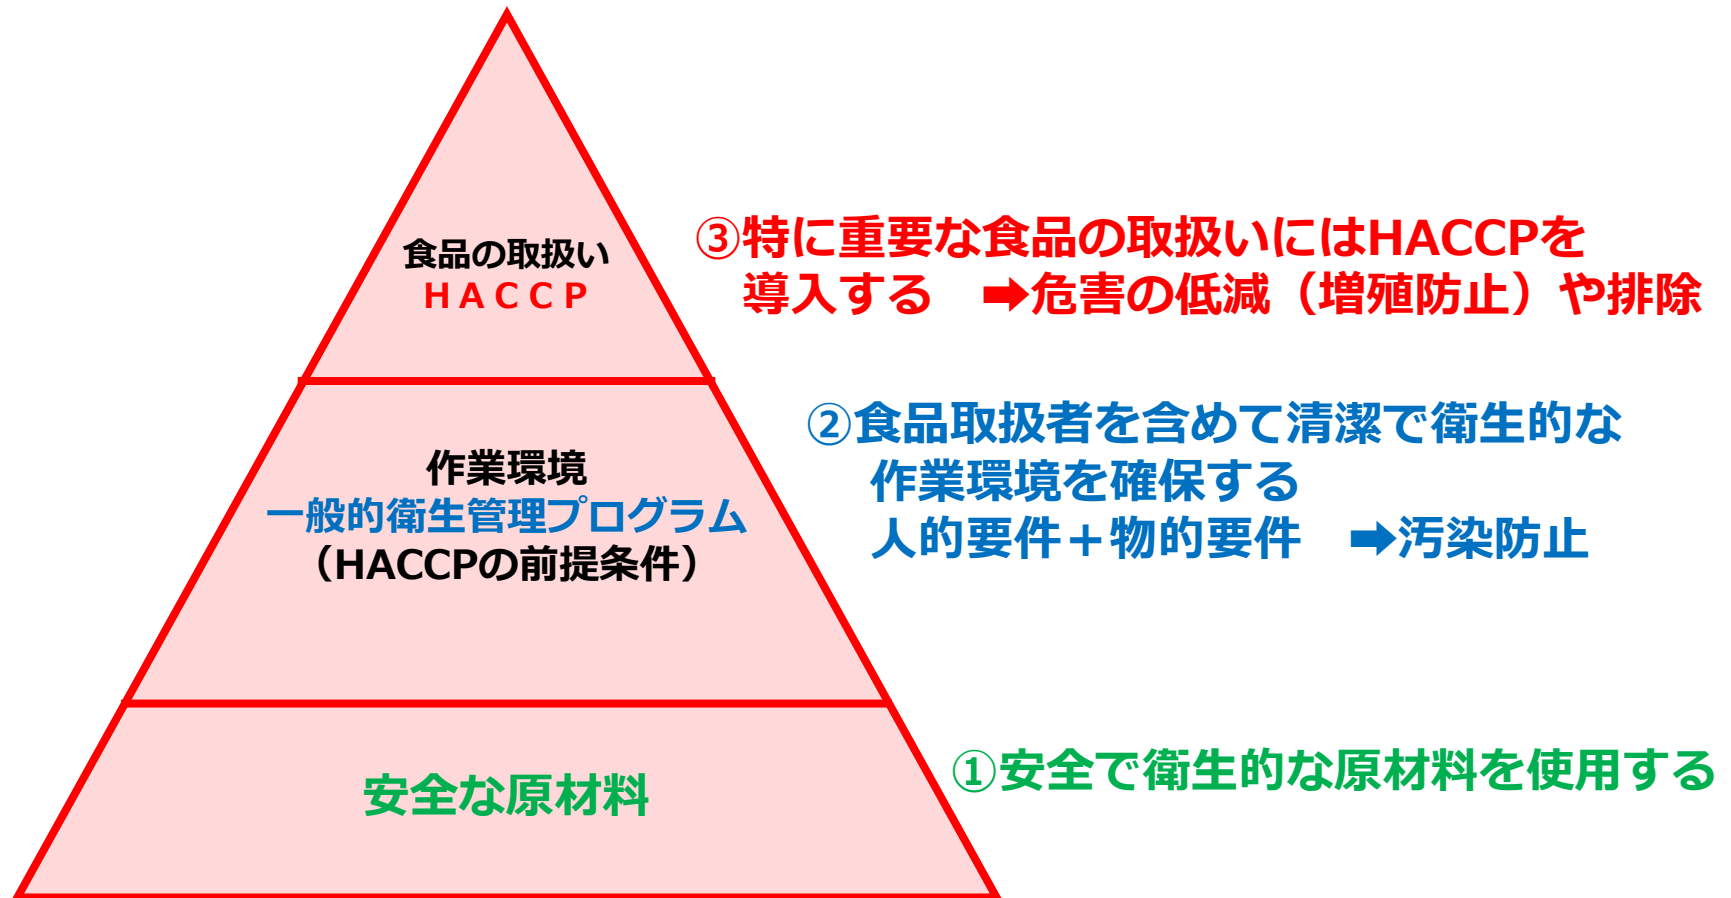 食品の取扱い
ＨＡＣＣＰ
③特に重要な食品の取扱いにはHACCPを
導入する　➡危害の低減（増殖防止）や排除
作業環境
一般的衛生管理プログラム
（HACCPの前提条件）
②食品取扱者を含めて清潔で衛生的な
作業環境を確保する
人的要件＋物的要件　➡汚染防止
安全な原材料
①安全で衛生的な原材料を使用する